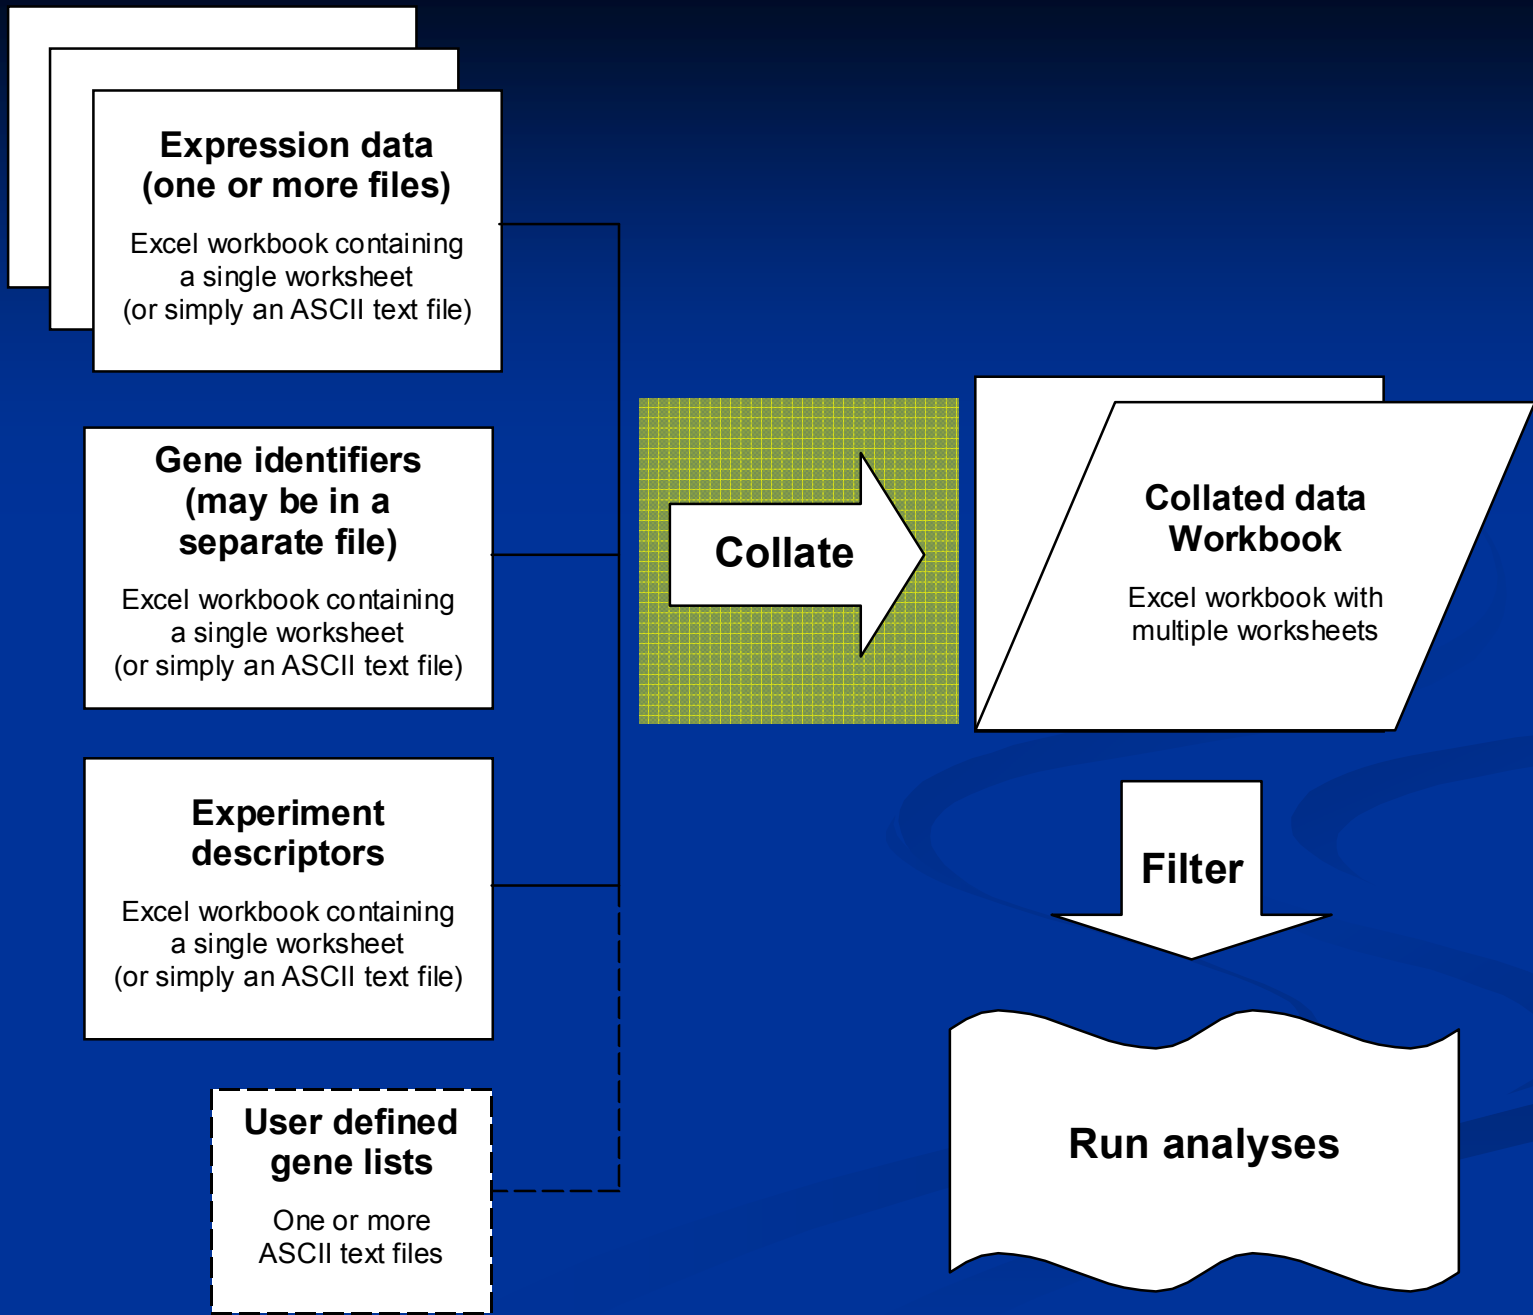 Expression data
(one or more files)
Excel workbook containing
a single worksheet
(or simply an ASCII text file)
Gene identifiers
(may be in a
separate file)
Excel workbook containing
a single worksheet
(or simply an ASCII text file)
Experiment
descriptors
Excel workbook containing
a single worksheet
(or simply an ASCII text file)
User defined
gene lists
One or more
ASCII text files
Collate
Collated data
Workbook
Excel workbook with
multiple worksheets
Filter
Run analyses